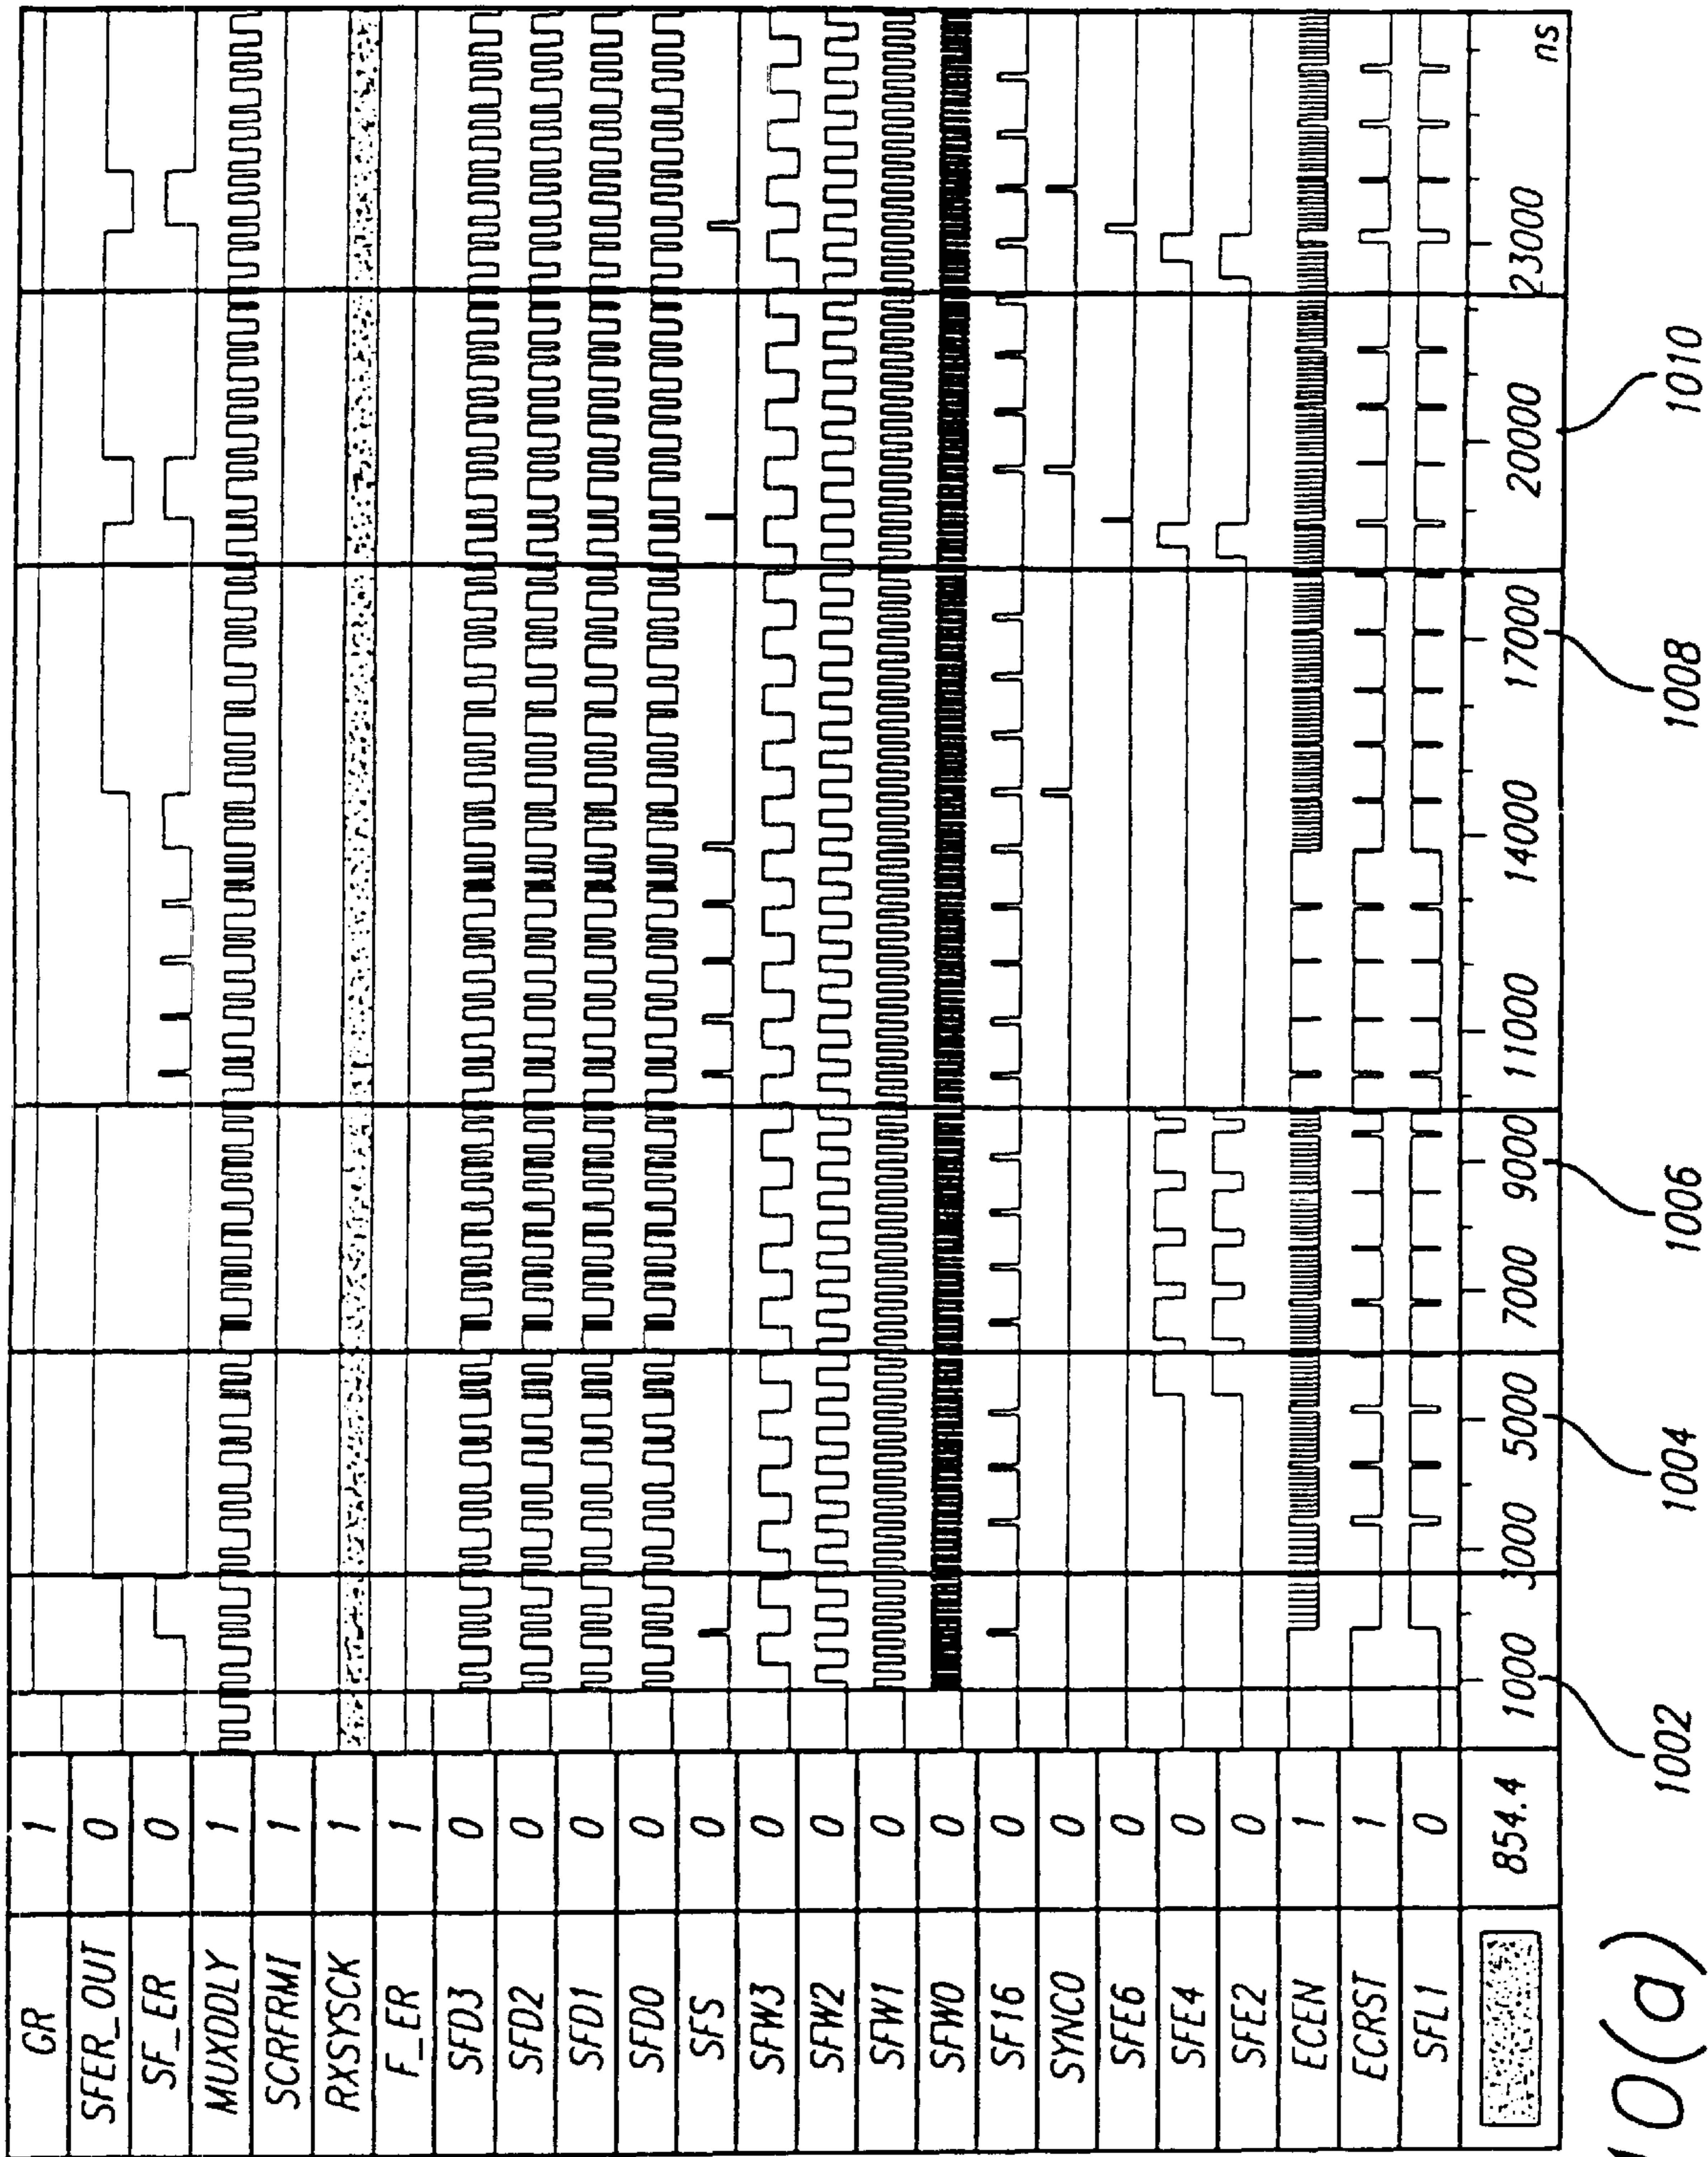 GR 1
SFER_OUT 0
SF_ER 0
MUXDDLY 1
SCRFRMI 1
RXSYSCK 1
F_ER 1
SFD3 0
SFD2 0
SFD1 0
SFD0 0
SFS 0
SFW3 0
SFW2 0
SFW1 0
SFW0 0
SF16 0
SYNCO 0
SFE6 0
SFE4 0
SFE2 0
ECEN 1
ECRST 1
SFL1 0
854.4 1000 3000 5000 7000 9000 11000 14000 17000 20000 23000 ns
1002 1004 1006 1008 1010
10(a)